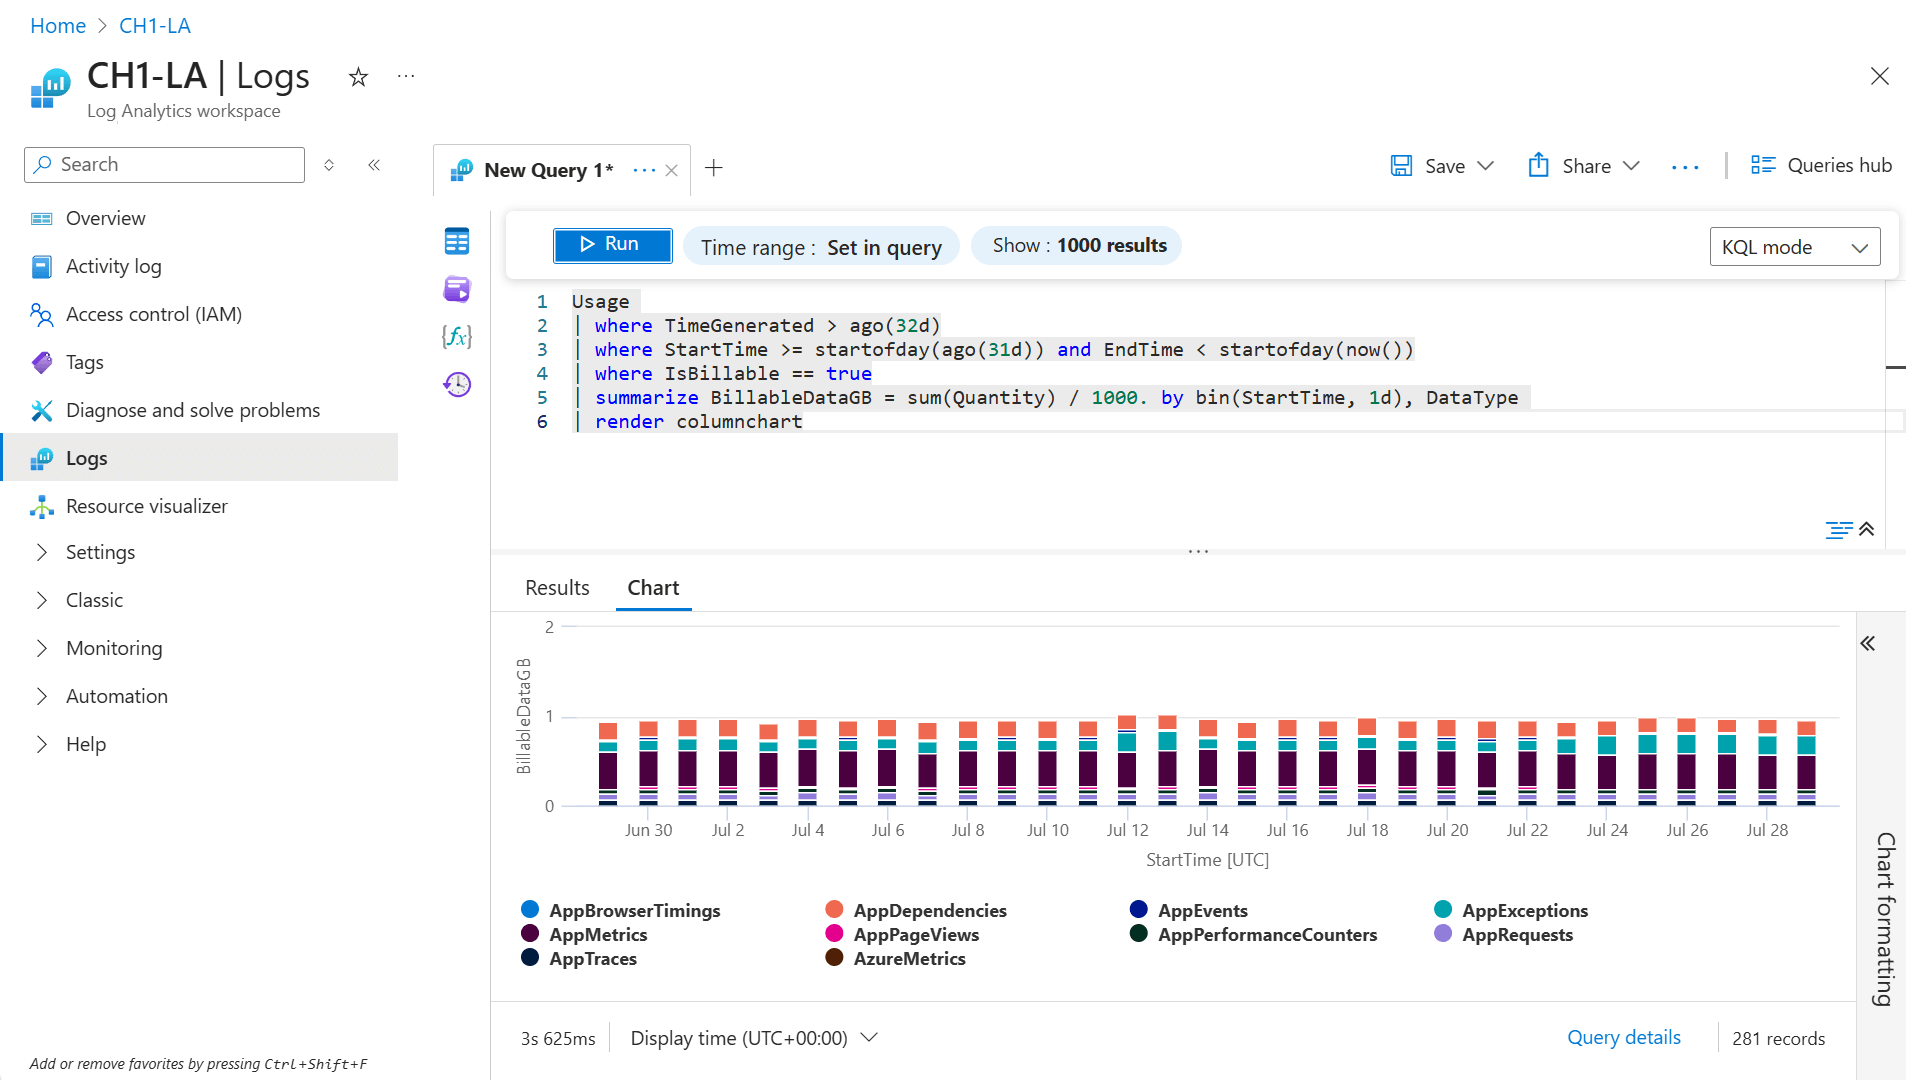 Home > CH1-LA
CH1-LA | Logs
Log Analytics workspace
Search
Overview
Activity log
Access control (IAM)
Tags
Diagnose and solve problems
Logs
Resource visualizer
Settings
Classic
Monitoring
Automation
Help
Add or remove favorites by pressing Ctrl+Shift+F
New Query 1*
Save
Share
Queries hub
Run
Time range : Set in query
Show : 1000 results
KQL mode
1 Usage
2 | where TimeGenerated > ago(32d)
3 | where StartTime >= startofday(ago(31d)) and EndTime < startofday(now())
4 | where IsBillable == true
5 | summarize BillableDataGB = sum(Quantity) / 1000. by bin(StartTime, 1d), DataType
6 | render columnchart
Results
Chart
BillableDataGB
2
1
0
Jun 30 Jul 2 Jul 4 Jul 6 Jul 8 Jul 10 Jul 12 Jul 14 Jul 16 Jul 18 Jul 20 Jul 22 Jul 24 Jul 26 Jul 28
StartTime [UTC]
AppBrowserTimings AppDependencies AppEvents AppExceptions
AppMetrics AppPageViews AppPerformanceCounters AppRequests
AppTraces AzureMetrics
Chart formatting
3s 625ms
Display time (UTC+00:00)
Query details
281 records